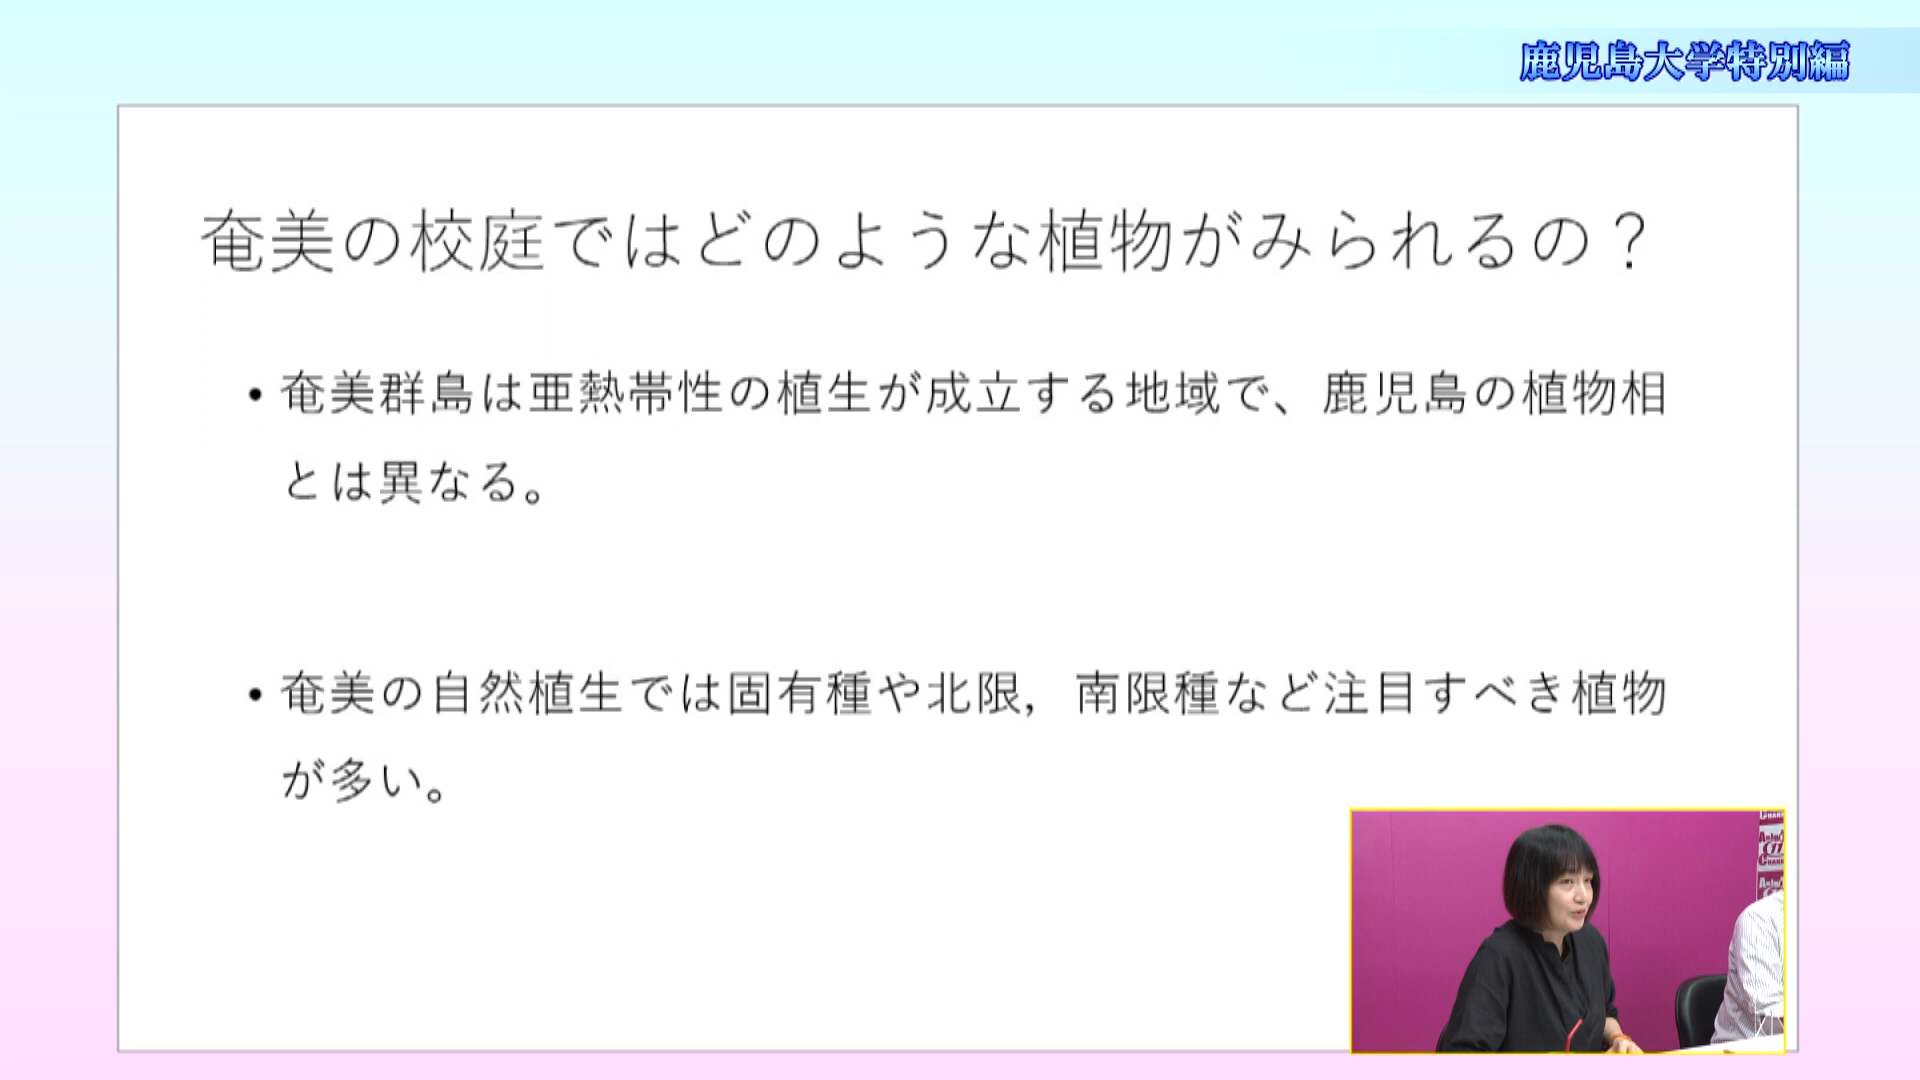 鹿児島大学特別編
奄美の校庭ではどのような植物がみられるの？
• 奄美群島は亜熱帯性の植生が成立する地域で、鹿児島の植物相
とは異なる。
• 奄美の自然植生では固有種や北限，南限種など注目すべき植物
が多い。